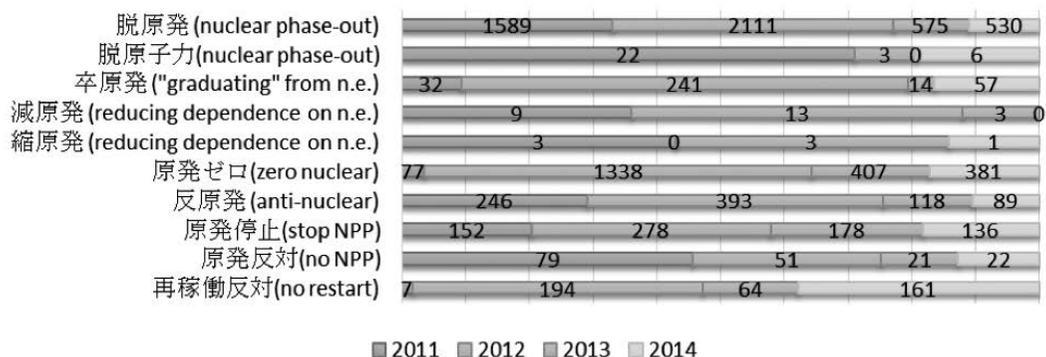 脱原発 (nuclear phase-out) 1589 2111 575 530
脱原子力(nuclear phase-out) 22 3 0 6
卒原発 ("graduating" from n.e.) 32 241 14 57
減原発 (reducing dependence on n.e.) 9 13 3 0
縮原発 (reducing dependence on n.e.) 3 0 3 1
原発ゼロ(zero nuclear) 77 1338 407 381
反原発 (anti-nuclear) 246 393 118 89
原発停止(stop NPP) 152 278 178 136
原発反対(no NPP) 79 51 21 22
再稼働反対(no restart) 7 194 64 161
2011 2012 2013 2014